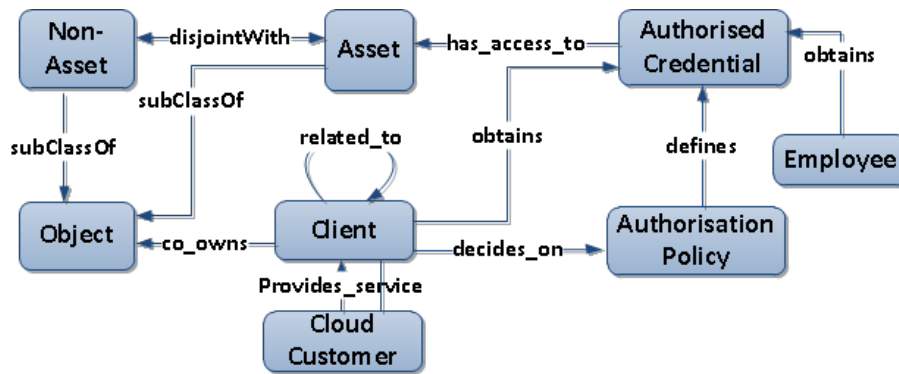 Non-
Asset
disjointWith
Asset
has_access_to
Authorised
Credential
obtains
subClassOf
related_to
obtains
subClassOf
defines
Employee
Object
co_owns
Client
decides_on
Authorisation
Policy
Provides_service
Cloud
Customer